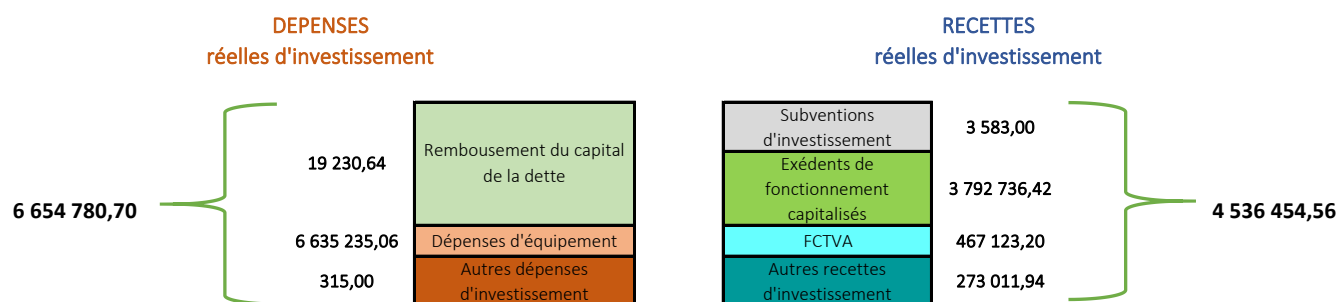 DEPENSES
réelles d'investissement
RECETTES
réelles d'investissement
6 654 780,70
19 230,64
Rembousement du capital
de la dette
6 635 235,06
Dépenses d'équipement
315,00
Autres dépenses
d'investissement
Subventions
d'investissement
3 583,00
Exédents de
fonctionnement
capitalisés
3 792 736,42
FCTVA
467 123,20
Autres recettes
d'investissement
273 011,94
4 536 454,56